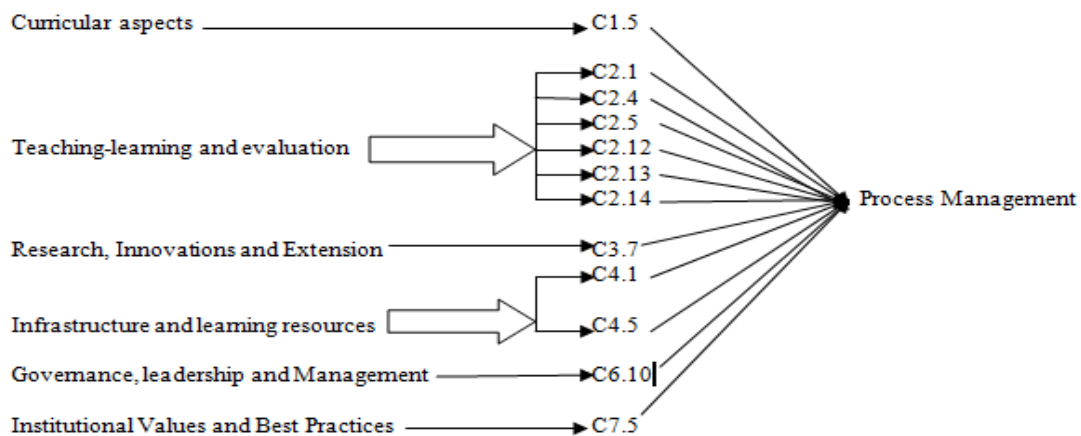 Curricular aspects C1.5
C2.1
C2.4
C2.5
Teaching-learning and evaluation C2.12
C2.13
C2.14 Process Management
Research, Innovations and Extension C3.7
C4.1
Infrastructure and learning resources C4.5
Governance, leadership and Management C6.10
Institutional Values and Best Practices C7.5